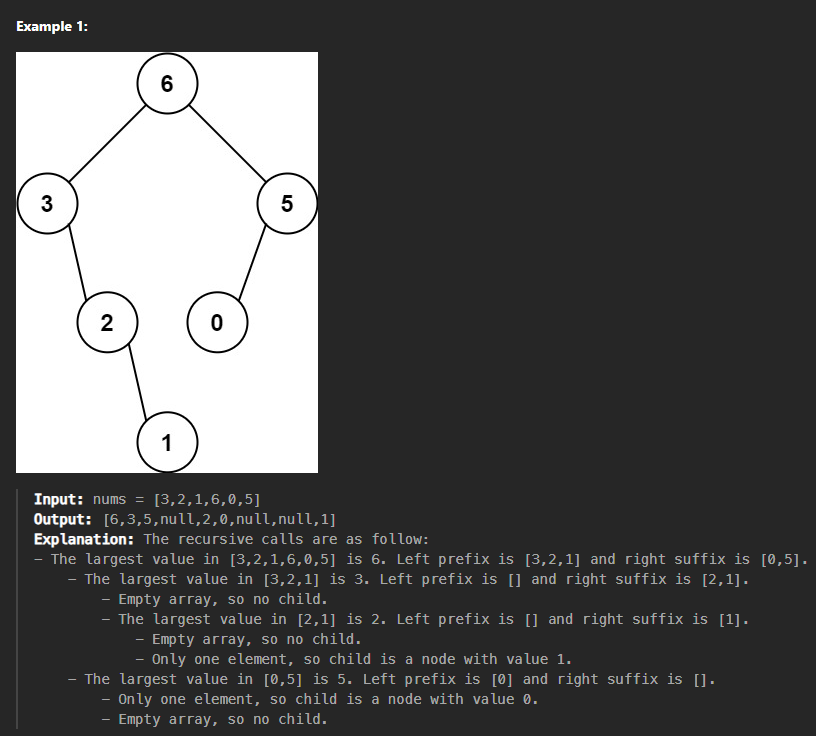 Example 1:
6
3 5
2 0
1
Input: nums = [3,2,1,6,0,5]
Output: [6,3,5,null,2,0,null,null,1]
Explanation: The recursive calls are as follow:
- The largest value in [3,2,1,6,0,5] is 6. Left prefix is [3,2,1] and right suffix is [0,5].
- The largest value in [3,2,1] is 3. Left prefix is [] and right suffix is [2,1].
- Empty array, so no child.
- The largest value in [2,1] is 2. Left prefix is [] and right suffix is [1].
- Empty array, so no child.
- Only one element, so child is a node with value 1.
- The largest value in [0,5] is 5. Left prefix is [0] and right suffix is [].
- Only one element, so child is a node with value 0.
- Empty array, so no child.